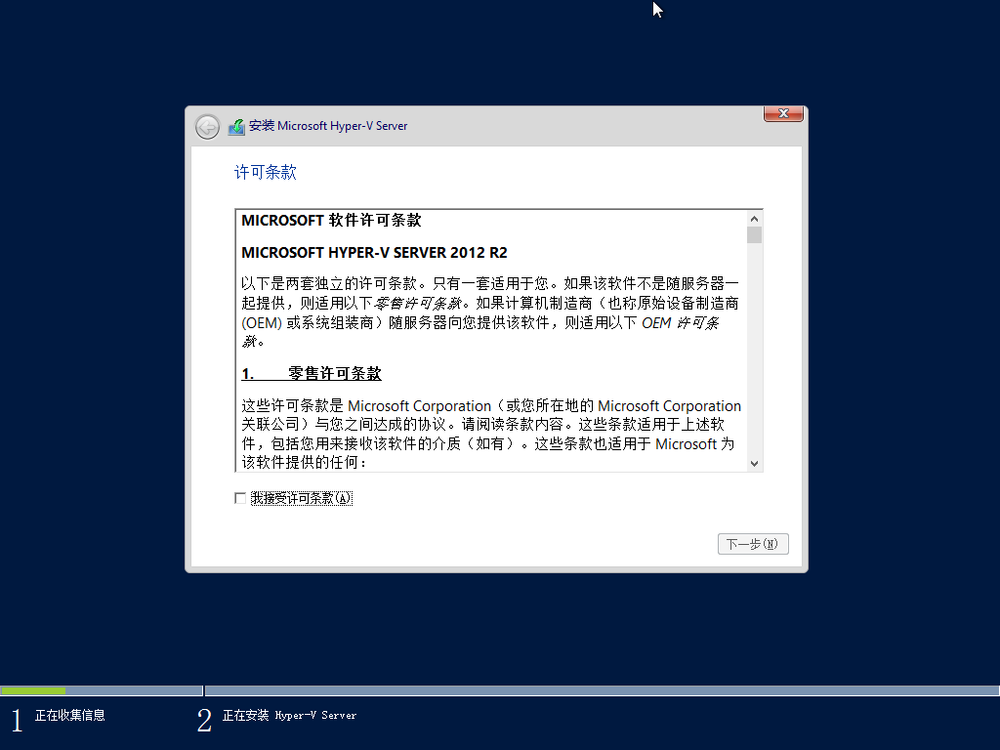 安装 Microsoft Hyper-V Server
许可条款
MICROSOFT 软件许可条款
MICROSOFT HYPER-V SERVER 2012 R2
以下是两套独立的许可条款。只有一套适用于您。如果该软件不是随服务器一
起提供，则适用以下零售许可条款。如果计算机制造商（也称原始设备制造商
(OEM) 或系统组装商）随服务器向您提供该软件，则适用以下 OEM 许可条
款。
1. 零售许可条款
这些许可条款是 Microsoft Corporation（或您所在地的 Microsoft Corporation
关联公司）与您之间达成的协议。请阅读条款内容。这些条款适用于上述软
件，包括您用来接收该软件的介质（如有）。这些条款也适用于 Microsoft 为
该软件提供的任何：
我接受许可条款(A)
下一步(N)
1 正在收集信息
2 正在安装 Hyper-V Server